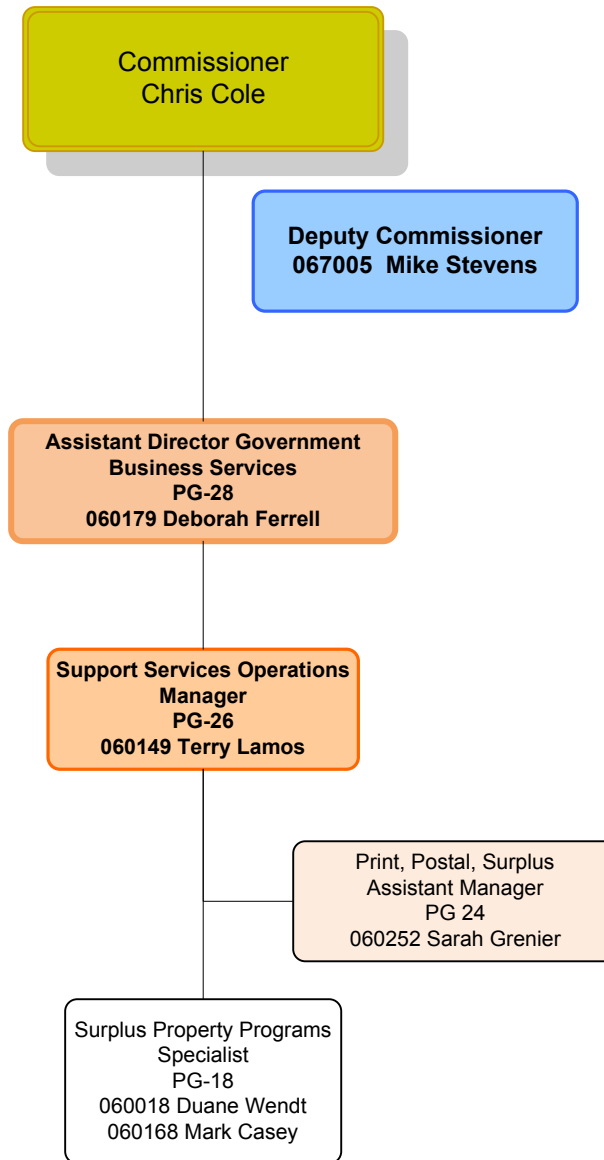 Commissioner
Chris Cole
Deputy Commissioner
067005  Mike Stevens
Assistant Director Government
Business Services
PG-28
060179 Deborah Ferrell
Support Services Operations
Manager
PG-26
060149 Terry Lamos
Print, Postal, Surplus
Assistant Manager
PG 24
060252 Sarah Grenier
Surplus Property Programs
Specialist
PG-18
060018 Duane Wendt
060168 Mark Casey